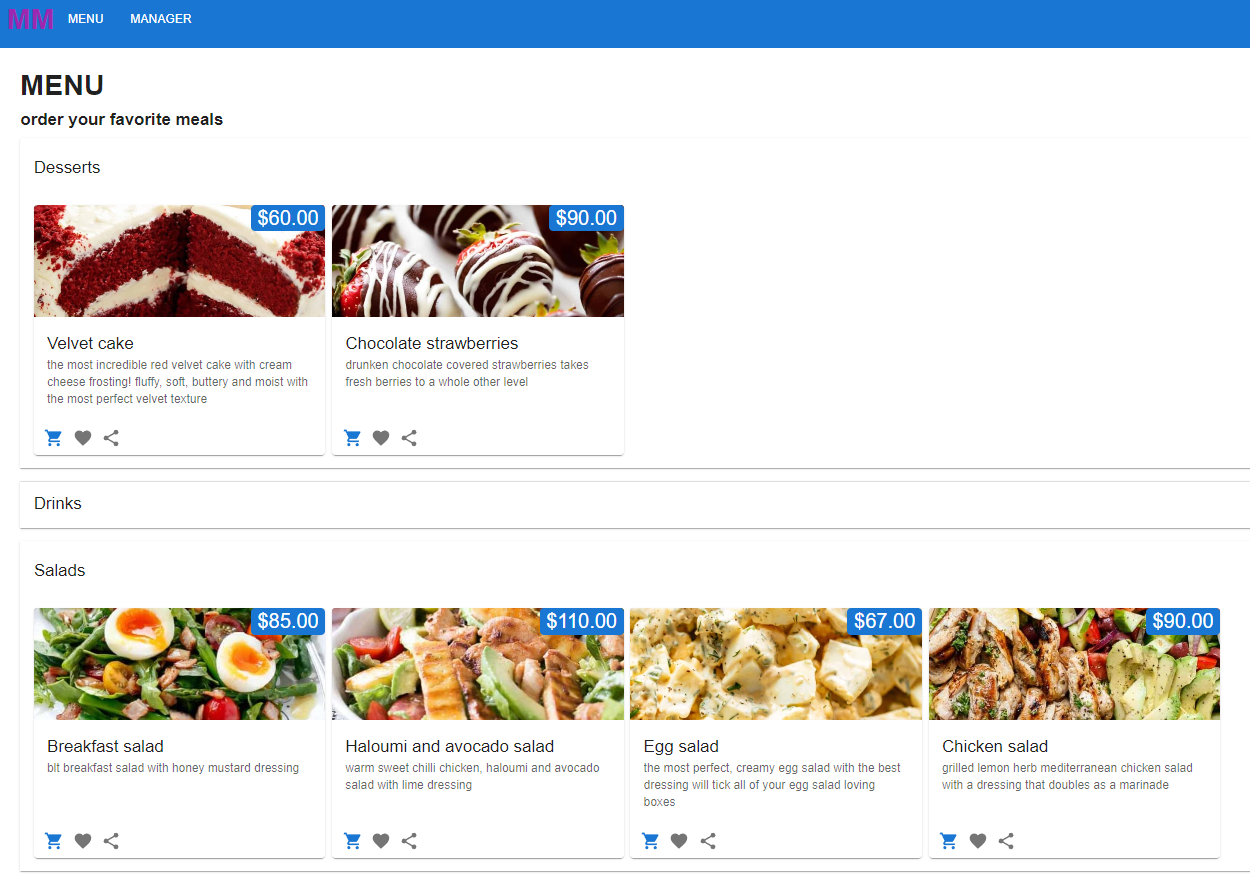 MM MENU MANAGER
MENU
order your favorite meals
Desserts
$60.00 $90.00
Velvet cake
the most incredible red velvet cake with cream
cheese frosting! fluffy, soft, buttery and moist with
the most perfect velvet texture
Chocolate strawberries
drunken chocolate covered strawberries takes
fresh berries to a whole other level
Drinks
Salads
$85.00 $110.00 $67.00 $90.00
Breakfast salad
blt breakfast salad with honey mustard dressing
Haloumi and avocado salad
warm sweet chilli chicken, haloumi and avocado
salad with lime dressing
Egg salad
the most perfect, creamy egg salad with the best
dressing will tick all of your egg salad loving
boxes
Chicken salad
grilled lemon herb mediterranean chicken salad
with a dressing that doubles as a marinade